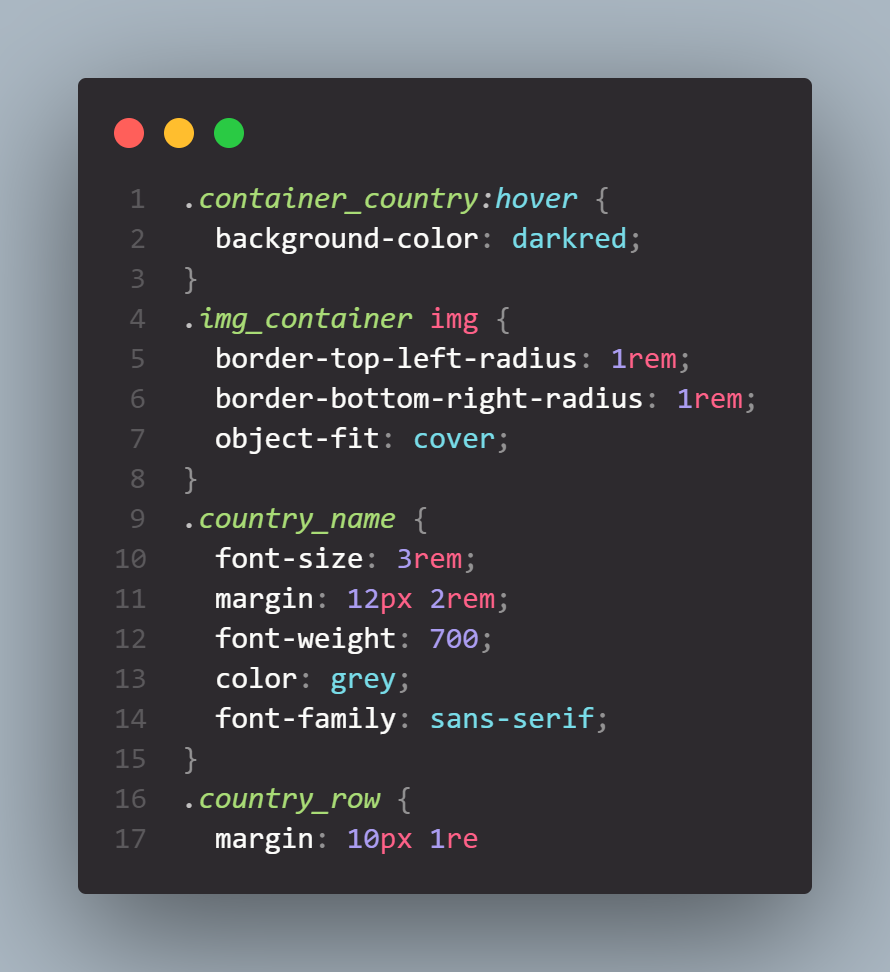 1 .container_country:hover {
2   background-color: darkred;
3 }
4 .img_container img {
5   border-top-left-radius: 1rem;
6   border-bottom-right-radius: 1rem;
7   object-fit: cover;
8 }
9 .country_name {
10   font-size: 3rem;
11   margin: 12px 2rem;
12   font-weight: 700;
13   color: grey;
14   font-family: sans-serif;
15 }
16 .country_row {
17   margin: 10px 1re